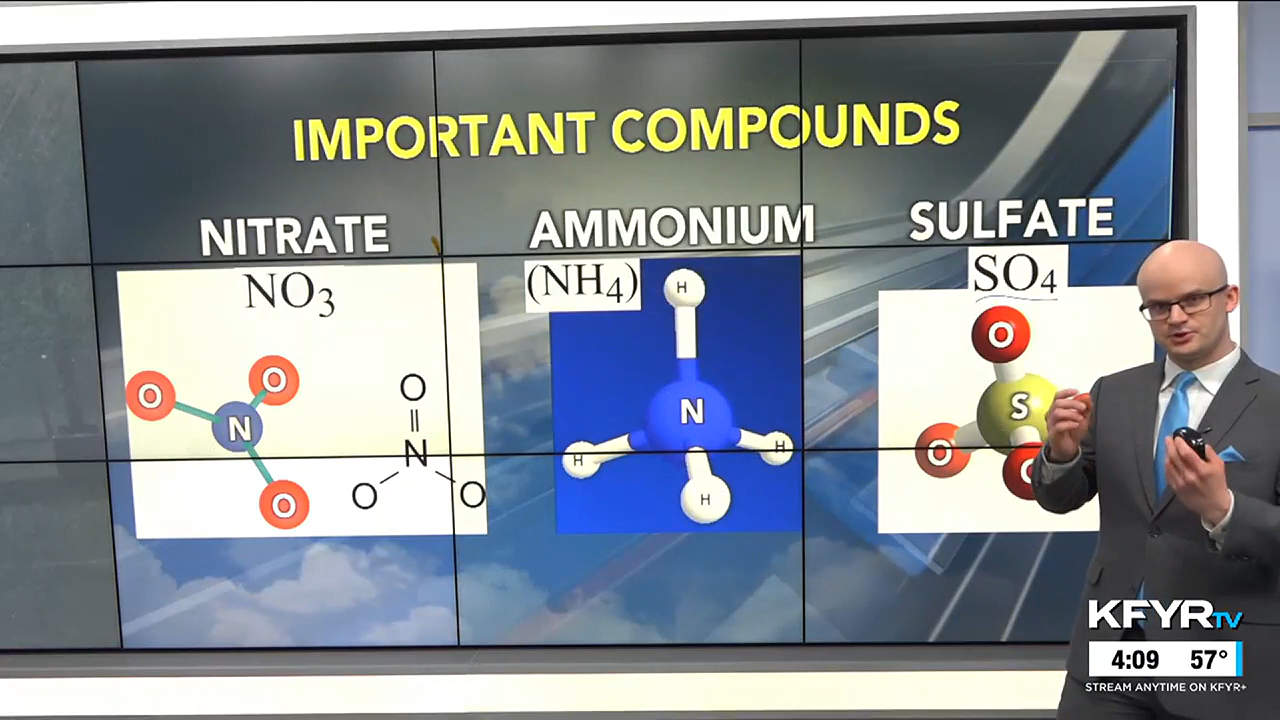 IMPORTANT COMPOUNDS
NITRATE
AMMONIUM
SULFATE
NO3
(NH4)
SO4
O
O
N
O
O
N
O
O
H
N
H
H
H
O
S
O
O
KFYRTV
4:09 57°
STREAM ANYTIME ON KFYR+